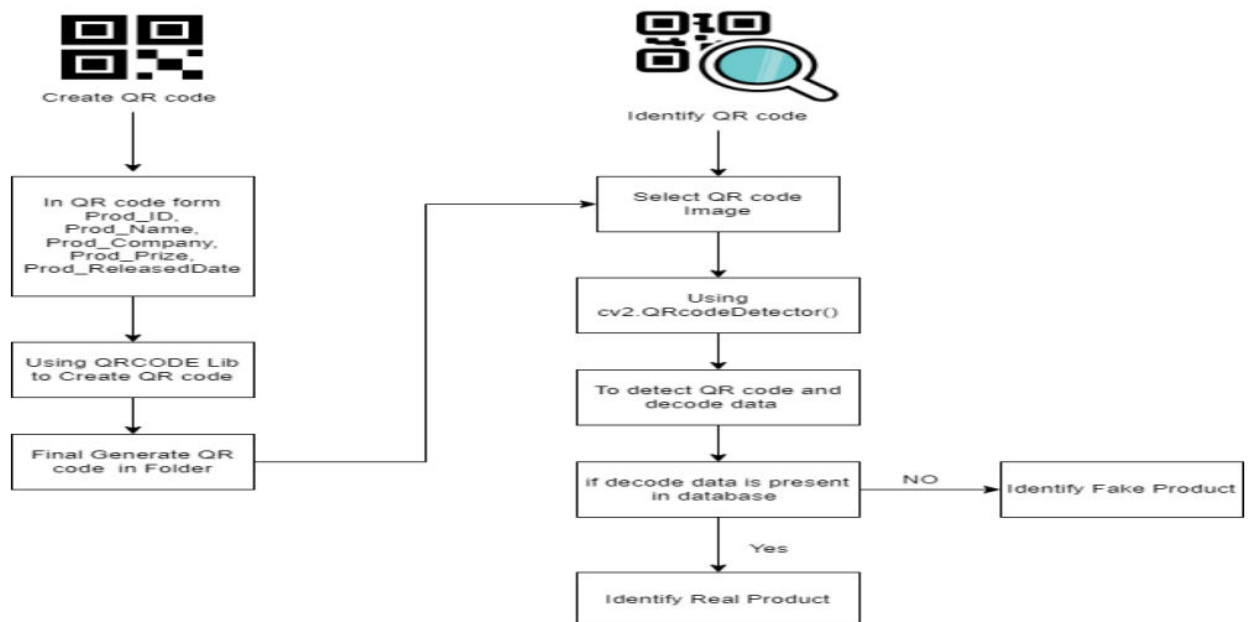 Create QR code
In QR code form
Prod_ID,
Prod_Name,
Prod_Company,
Prod_Prize,
Prod_ReleasedDate
Using QRCODE Lib
to Create QR code
Final Generate QR
code in Folder
Identify QR code
Select QR code
Image
Using
cv2.QRcodeDetector()
To detect QR code and
decode data
if decode data is present
in database
NO
Identify Fake Product
Yes
Identify Real Product